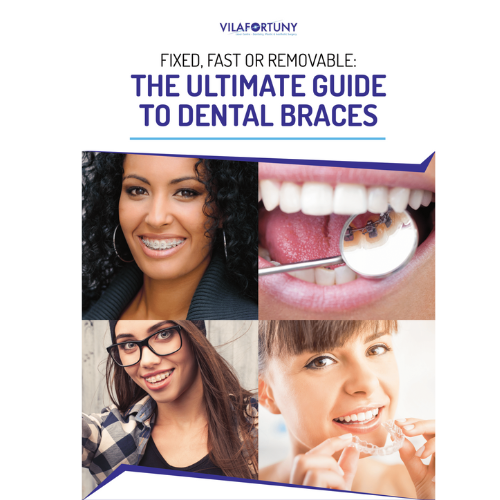 VILAFORTUNY
FIXED, FAST OR REMOVABLE:
THE ULTIMATE GUIDE
TO DENTAL BRACES